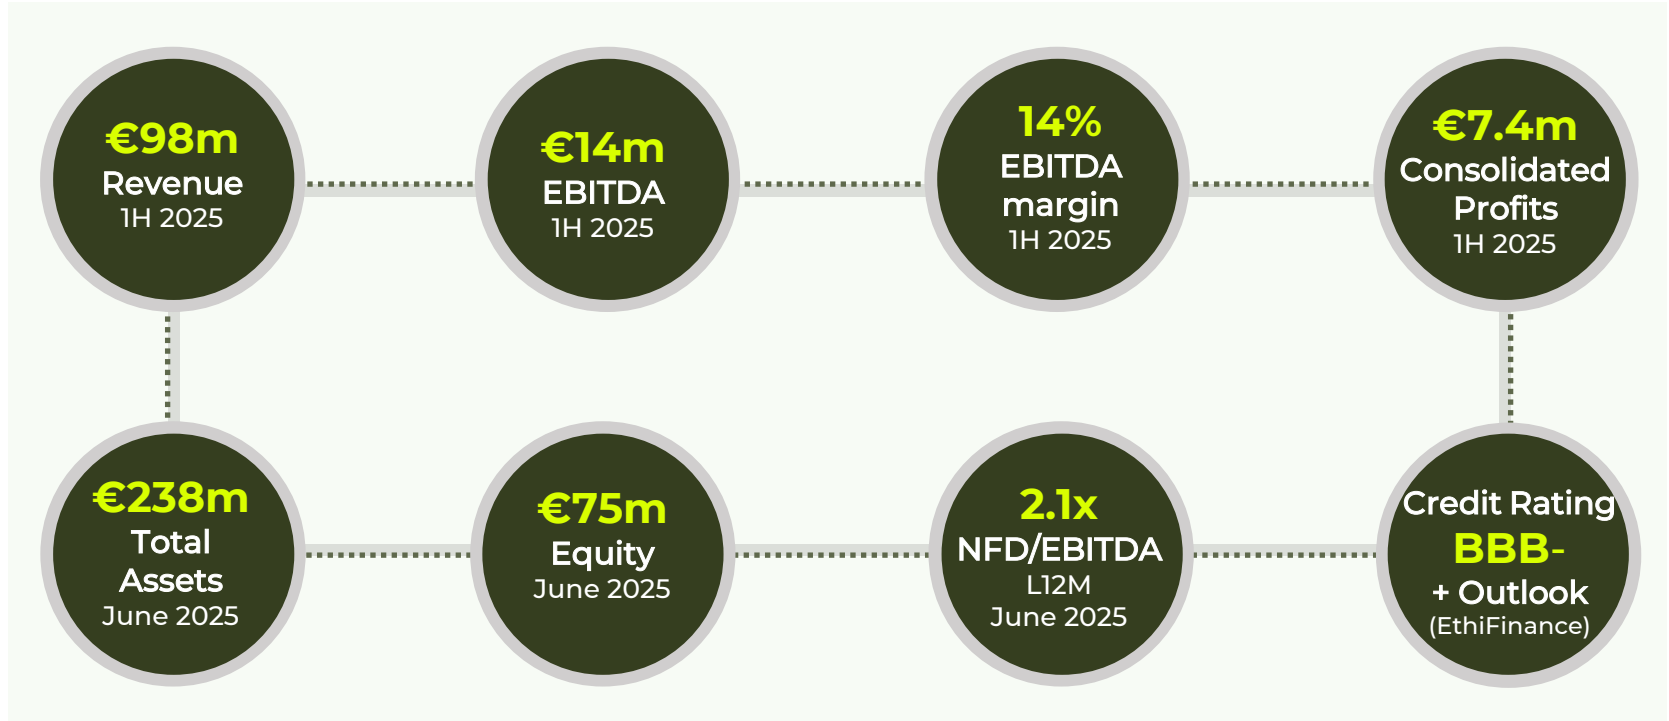 €98m
Revenue
1H 2025
€14m
EBITDA
1H 2025
14%
EBITDA
margin
1H 2025
€7.4m
Consolidated
Profits
1H 2025
€238m
Total
Assets
June 2025
€75m
Equity
June 2025
2.1x
NFD/EBITDA
L12M
June 2025
Credit Rating
BBB-
+ Outlook
(EthiFinance)